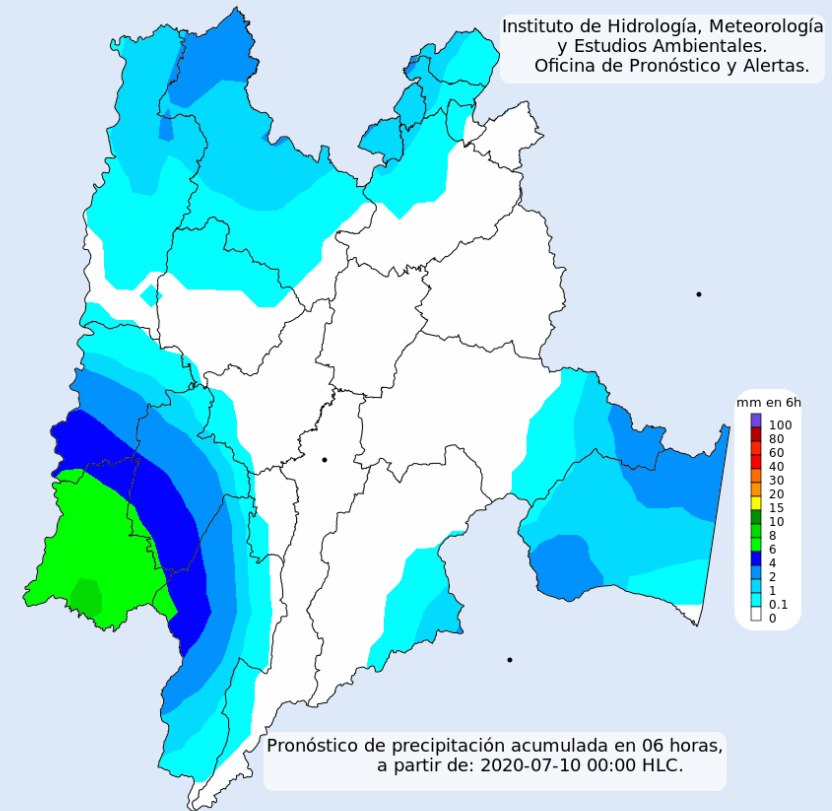 Instituto de Hidrología, Meteorología
y Estudios Ambientales.
Oficina de Pronóstico y Alertas.
mm en 6h
100
80
60
40
30
20
15
10
8
6
4
2
1
0.1
0
Pronóstico de precipitación acumulada en 06 horas,
a partir de: 2020-07-10 00:00 HLC.